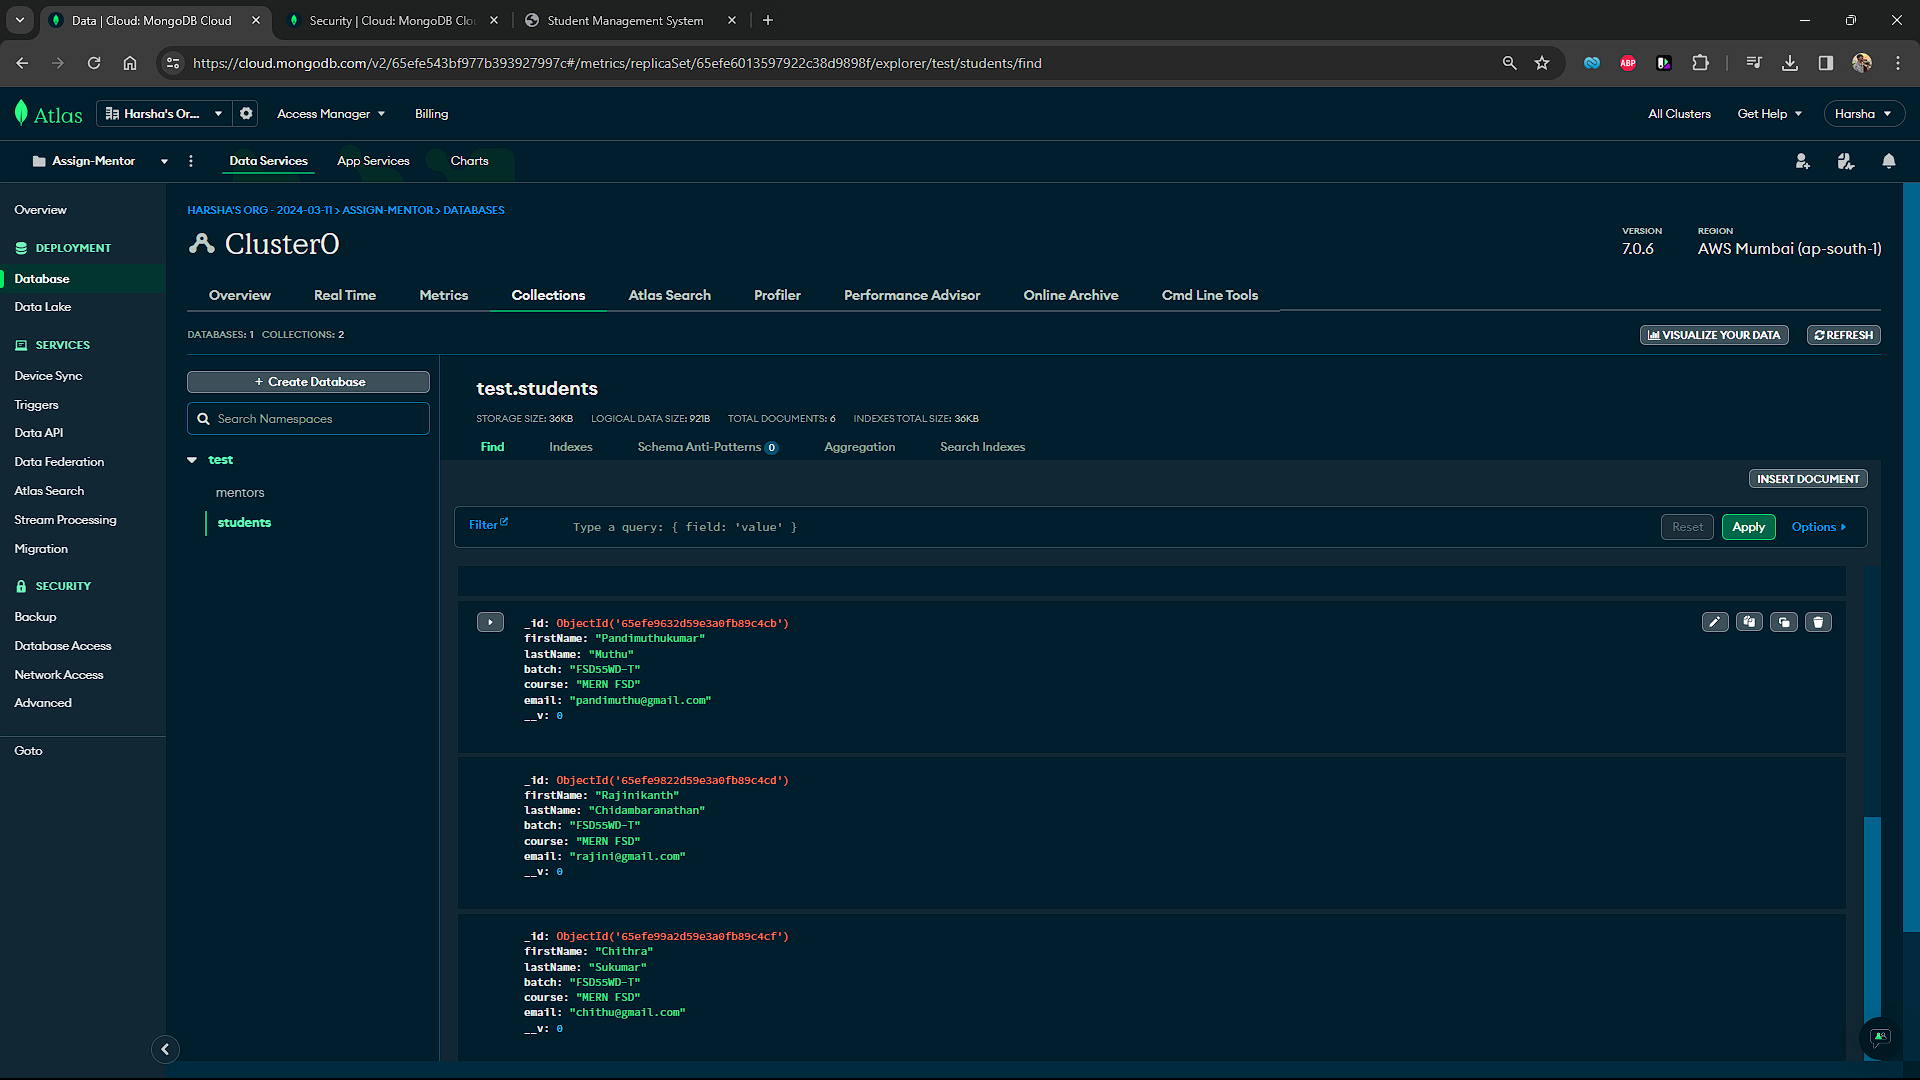 Data | Cloud: MongoDB Cloud
Security | Cloud: MongoDB Clo
Student Management System
https://cloud.mongodb.com/v2/65efe543bf977b393927997c#/metrics/replicaSet/65efe6013597922c38d9898f/explorer/test/students/find
ABP
Atlas
Harsha's Or...
Access Manager
Billing
All Clusters
Get Help
Harsha
Assign-Mentor
Data Services
App Services
Charts
Overview
DEPLOYMENT
Database
Data Lake
SERVICES
Device Sync
Triggers
Data API
Data Federation
Atlas Search
Stream Processing
Migration
SECURITY
Backup
Database Access
Network Access
Advanced
Goto
HARSHA'S ORG - 2024-03-11 > ASSIGN-MENTOR > DATABASES
Cluster0
VERSION
7.0.6
REGION
AWS Mumbai (ap-south-1)
Overview
Real Time
Metrics
Collections
Atlas Search
Profiler
Performance Advisor
Online Archive
Cmd Line Tools
DATABASES: 1 COLLECTIONS: 2
VISUALIZE YOUR DATA
REFRESH
+ Create Database
Search Namespaces
test
mentors
students
test.students
STORAGE SIZE: 36KB LOGICAL DATA SIZE: 921B TOTAL DOCUMENTS: 6 INDEXES TOTAL SIZE: 36KB
Find
Indexes
Schema Anti-Patterns 0
Aggregation
Search Indexes
INSERT DOCUMENT
Filter
Type a query: { field: 'value' }
Reset
Apply
Options
_id: ObjectId('65efe9632d59e3a0fb89c4cb')
firstName: "Pandimuthukumar"
lastName: "Muthu"
batch: "FSD55WD-T"
course: "MERN FSD"
email: "pandimuthu@gmail.com"
__v: 0
_id: ObjectId('65efe9822d59e3a0fb89c4cd')
firstName: "Rajinikanth"
lastName: "Chidambaranathan"
batch: "FSD55WD-T"
course: "MERN FSD"
email: "rajini@gmail.com"
__v: 0
_id: ObjectId('65efe99a2d59e3a0fb89c4cf')
firstName: "Chithra"
lastName: "Sukumar"
batch: "FSD55WD-T"
course: "MERN FSD"
email: "chithu@gmail.com"
__v: 0